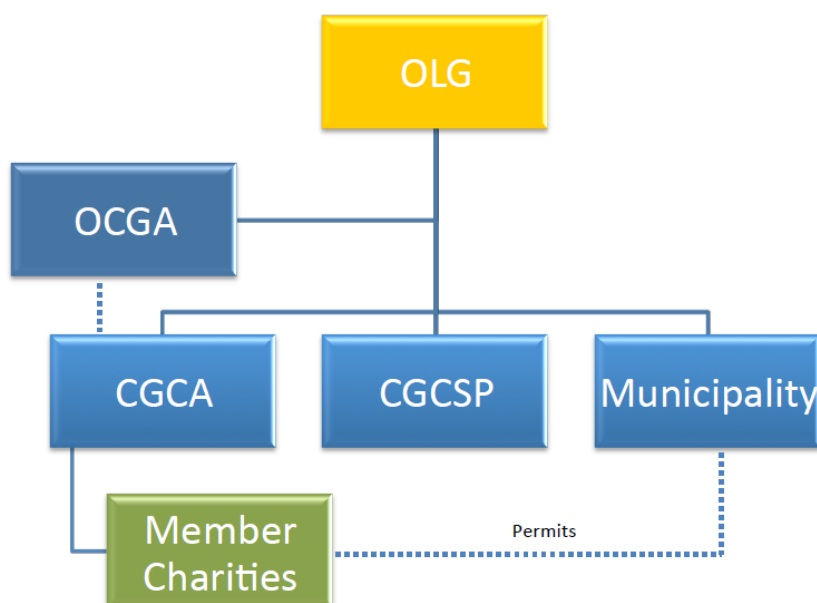 OLG
OCGA
CGCA
CGCSP
Municipality
Member
Charities
Permits